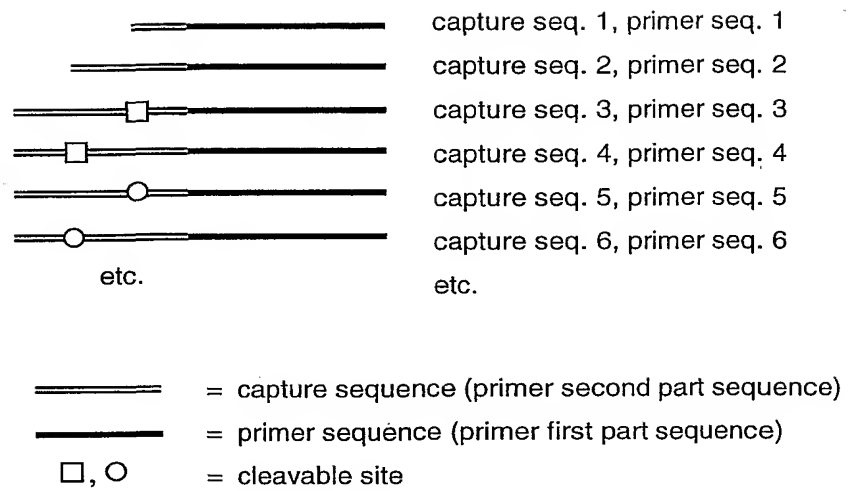 capture seq. 1, primer seq. 1
capture seq. 2, primer seq. 2
capture seq. 3, primer seq. 3
capture seq. 4, primer seq. 4
capture seq. 5, primer seq. 5
capture seq. 6, primer seq. 6
etc. etc.
= capture sequence (primer second part sequence)
= primer sequence (primer first part sequence)
□, ○ = cleavable site